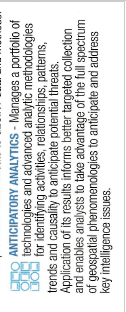 ANTICIPATORY ANALYTICS - Manages a portfolio of
technologies and advanced analytic methodologies
for identifying activities, relationships, patterns,
trends and causality to anticipate potential threats.
Application of its results informs better targeted collection
and enables analysts to take advantage of the full spectrum
of geospatial phenomenologies to anticipate and address
key intelligence issues.